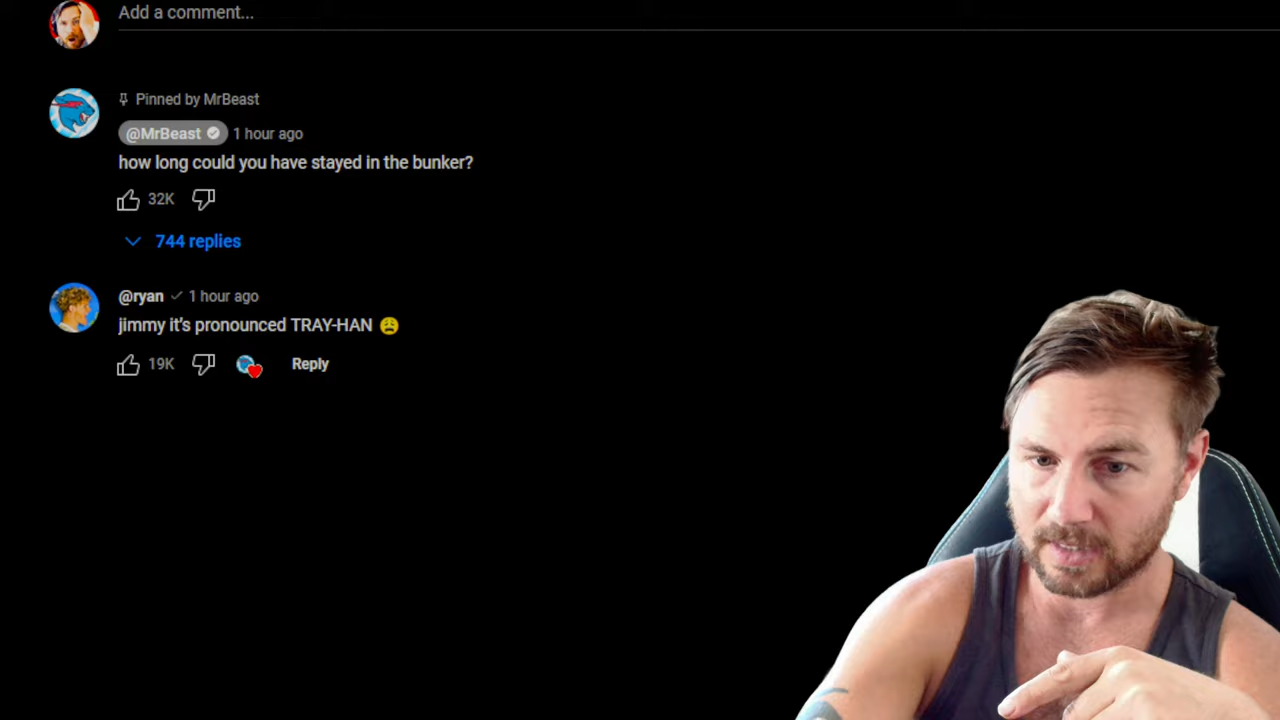 Add a comment...
Pinned by MrBeast
@MrBeast 1 hour ago
how long could you have stayed in the bunker?
32K
744 replies
@ryan 1 hour ago
jimmy it's pronounced TRAY-HAN 😩
19K Reply